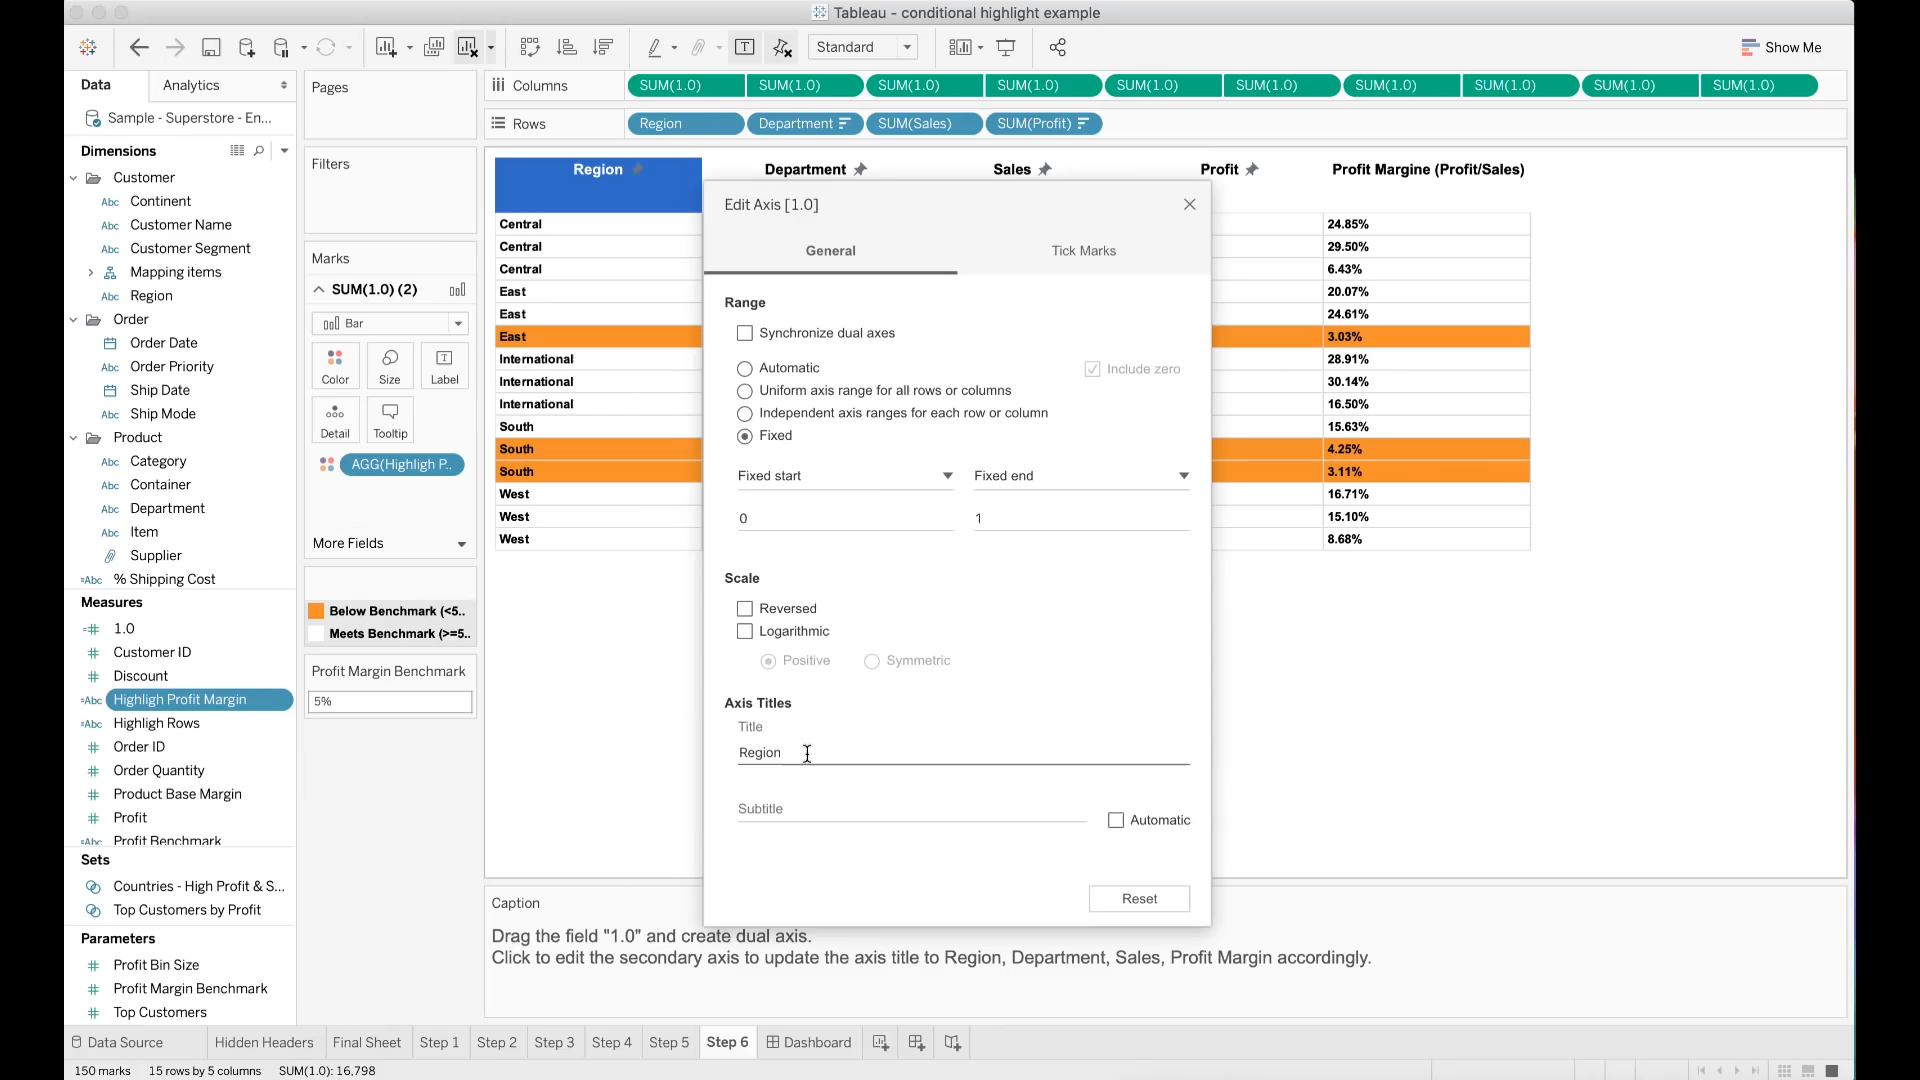 Tableau - conditional highlight example
Standard
Show Me
Data
Analytics
Sample - Superstore - En...
Dimensions
Customer
Abc Continent
Abc Customer Name
Abc Customer Segment
Mapping items
Abc Region
Order
Order Date
Abc Order Priority
Ship Date
Abc Ship Mode
Product
Abc Category
Abc Container
Abc Department
Abc Item
Supplier
=Abc % Shipping Cost
Measures
=# 1.0
# Customer ID
# Discount
=Abc Highligh Profit Margin
=Abc Highligh Rows
# Order ID
# Order Quantity
# Product Base Margin
# Profit
=Abc Profit Benchmark
Sets
Countries - High Profit & S...
Top Customers by Profit
Parameters
# Profit Bin Size
# Profit Margin Benchmark
# Top Customers
Pages
Filters
Marks
SUM(1.0) (2)
Bar
Color Size Label
Detail Tooltip
AGG(Highligh P..
More Fields
Below Benchmark (<5..
Meets Benchmark (>=5..
Profit Margin Benchmark
5%
Columns SUM(1.0) SUM(1.0) SUM(1.0) SUM(1.0) SUM(1.0) SUM(1.0) SUM(1.0) SUM(1.0) SUM(1.0) SUM(1.0)
Rows Region Department SUM(Sales) SUM(Profit)
Region Department Sales Profit Profit Margine (Profit/Sales)
Central 24.85%
Central 29.50%
Central 6.43%
East 20.07%
East 24.61%
East 3.03%
International 28.91%
International 30.14%
International 16.50%
South 15.63%
South 4.25%
South 3.11%
West 16.71%
West 15.10%
West 8.68%
Edit Axis [1.0]
General Tick Marks
Range
Synchronize dual axes
Automatic Include zero
Uniform axis range for all rows or columns
Independent axis ranges for each row or column
Fixed
Fixed start Fixed end
0 1
Scale
Reversed
Logarithmic
Positive Symmetric
Axis Titles
Title
Region
Subtitle
Automatic
Reset
Caption
Drag the field "1.0" and create dual axis.
Click to edit the secondary axis to update the axis title to Region, Department, Sales, Profit Margin accordingly.
Data Source Hidden Headers Final Sheet Step 1 Step 2 Step 3 Step 4 Step 5 Step 6 Dashboard
150 marks 15 rows by 5 columns SUM(1.0): 16,798